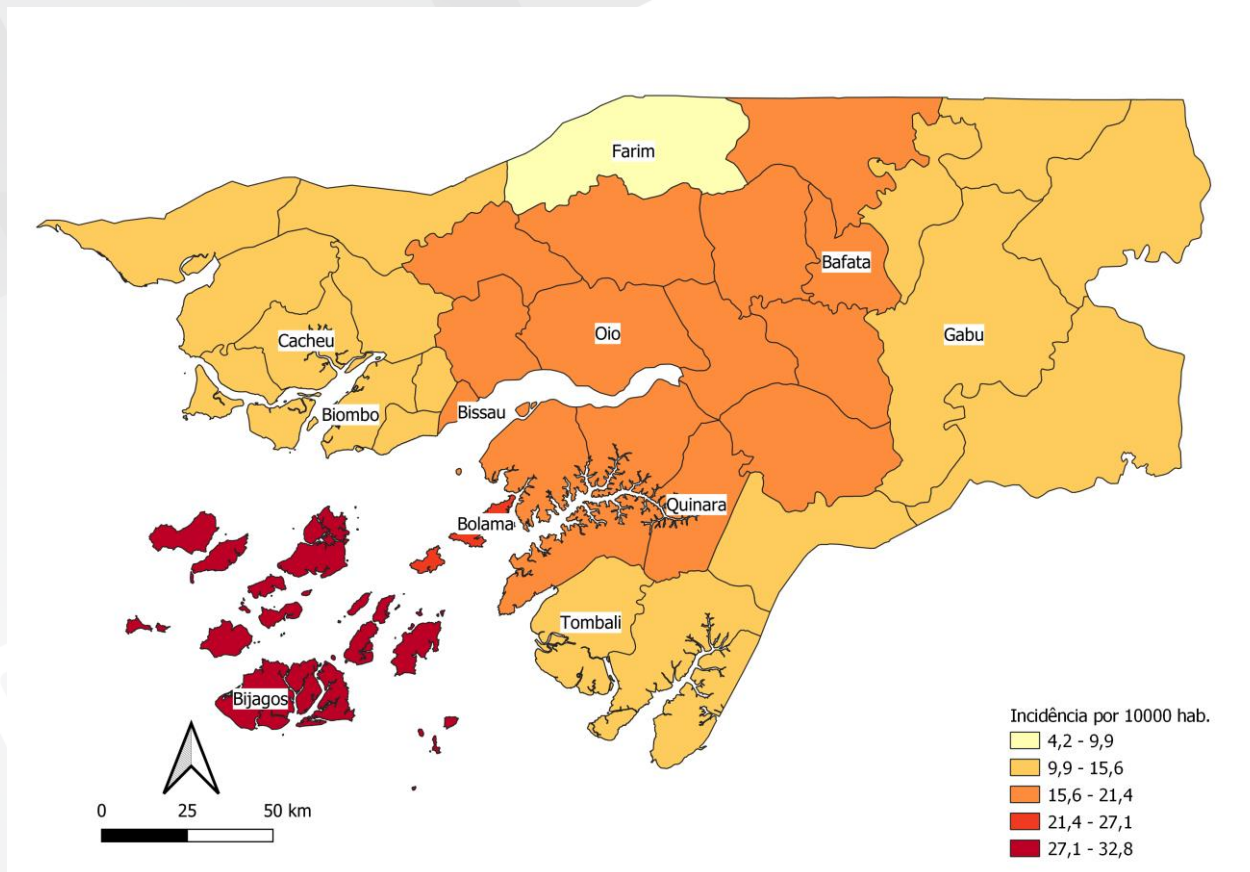 Farim
Bafata
Oio
Gabu
Cacheu
Biombo
Bissau
Quinara
Bolama
Tombali
Bijagos
0 25 50 km
Incidência por 10000 hab.
4,2 - 9,9
9,9 - 15,6
15,6 - 21,4
21,4 - 27,1
27,1 - 32,8